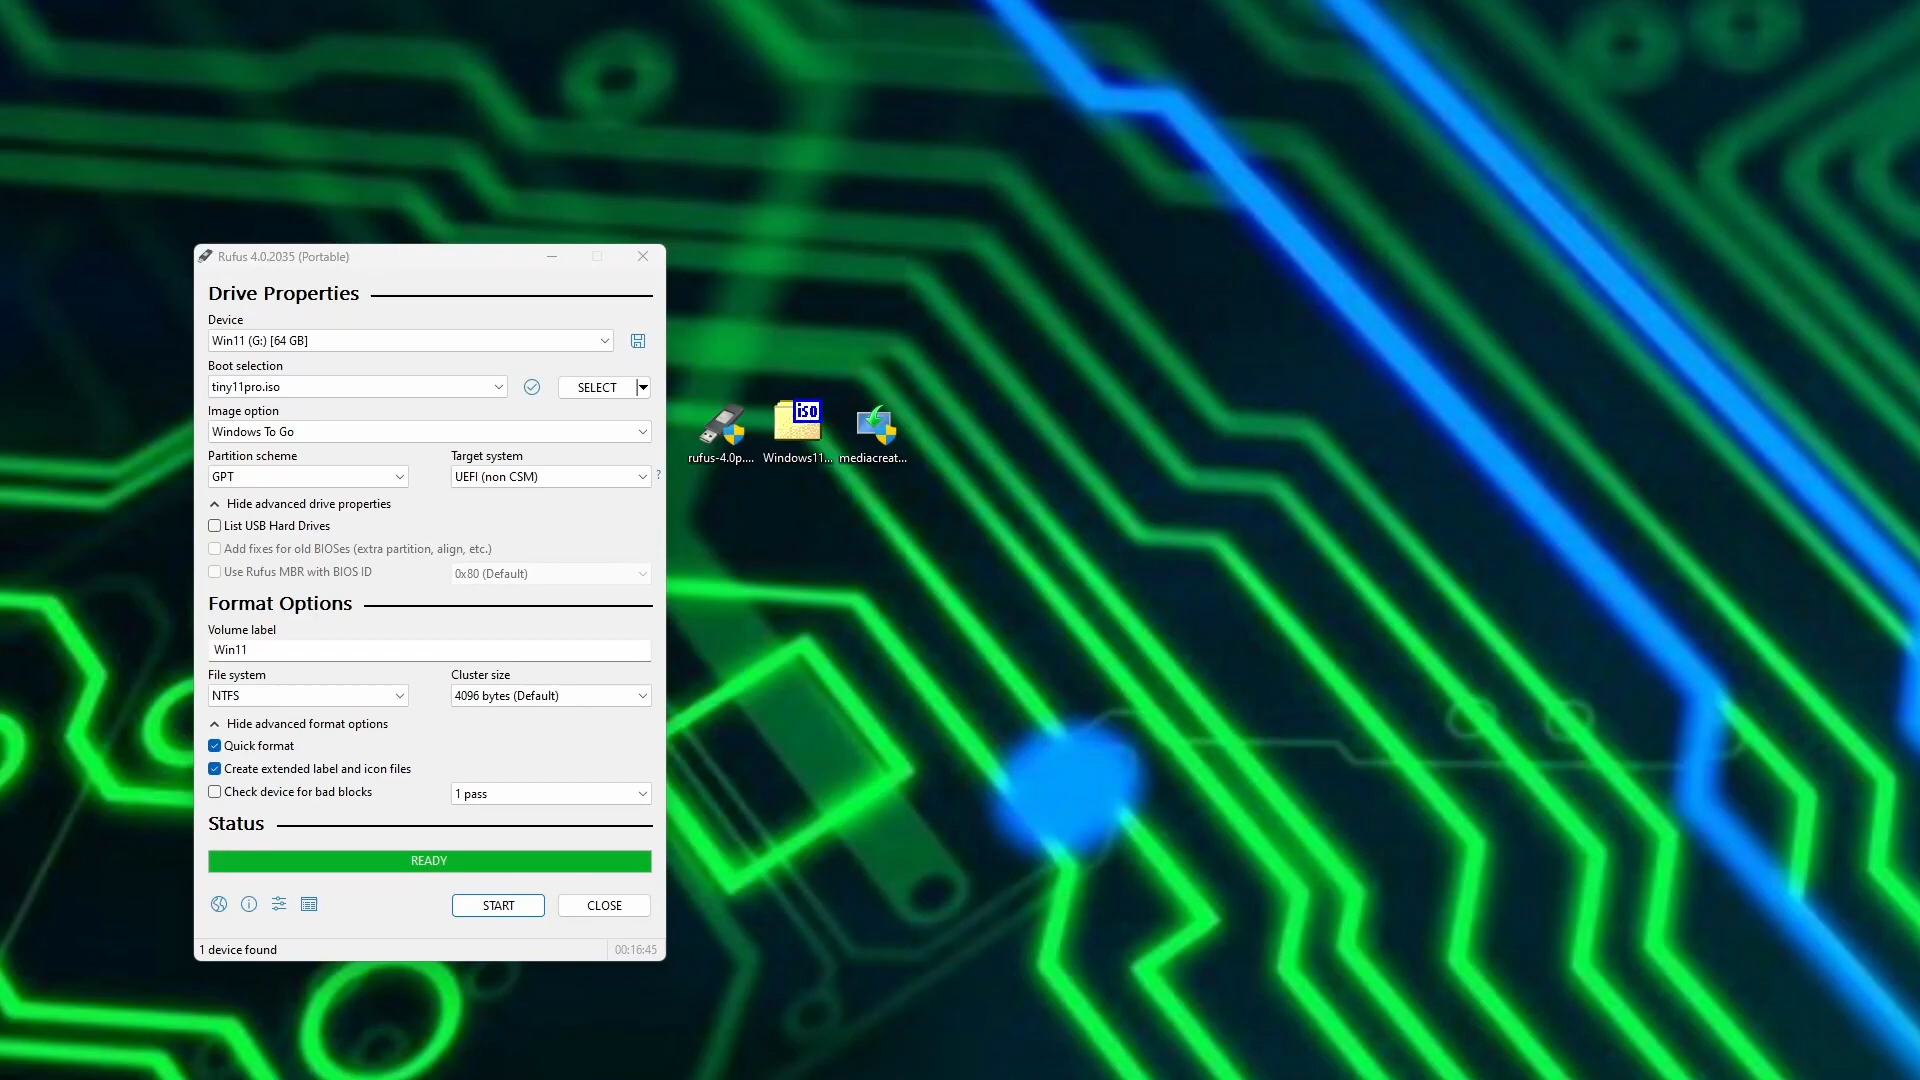 Rufus 4.0.2035 (Portable)
Drive Properties
Device
Win11 (G:) [64 GB]
Boot selection
tiny11pro.iso
SELECT
Image option
Windows To Go
Partition scheme
Target system
GPT
UEFI (non CSM)
?
Hide advanced drive properties
List USB Hard Drives
Add fixes for old BIOSes (extra partition, align, etc.)
Use Rufus MBR with BIOS ID
0x80 (Default)
Format Options
Volume label
Win11
File system
Cluster size
NTFS
4096 bytes (Default)
Hide advanced format options
Quick format
Create extended label and icon files
Check device for bad blocks
1 pass
Status
READY
START
CLOSE
1 device found
00:16:45
iso
rufus-4.0p....
Windows11...
mediacreat...